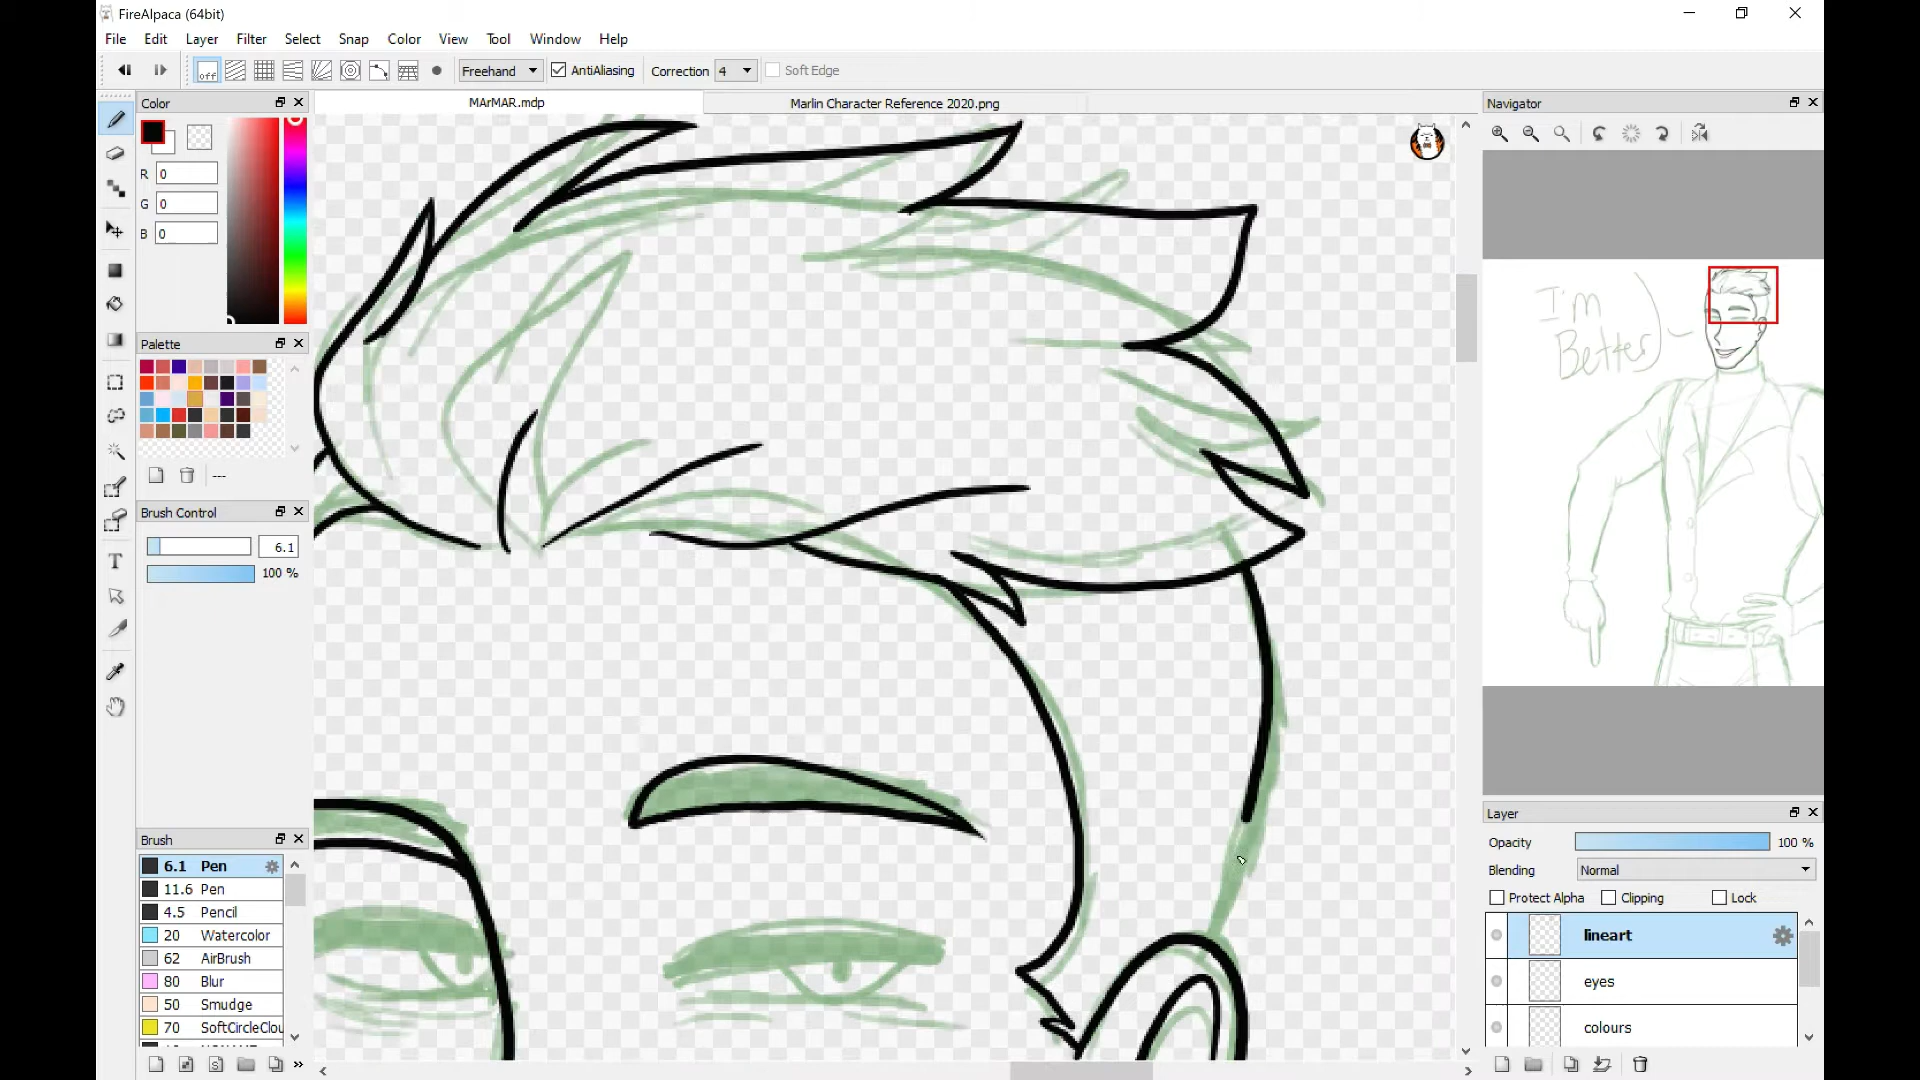 FireAlpaca (64bit)
File Edit Layer Filter Select Snap Color View Tool Window Help
off Freehand AntiAliasing Correction 4 Soft Edge
Color
MArMAR.mdp
Marlin Character Reference 2020.png
Navigator
R 0
G 0
B 0
I'm
Better
Palette
---
Brush Control
6.1
100 %
Brush
6.1 Pen
11.6 Pen
4.5 Pencil
20 Watercolor
62 AirBrush
80 Blur
50 Smudge
70 SoftCircleClou
Layer
Opacity 100 %
Blending Normal
Protect Alpha Clipping Lock
lineart
eyes
colours